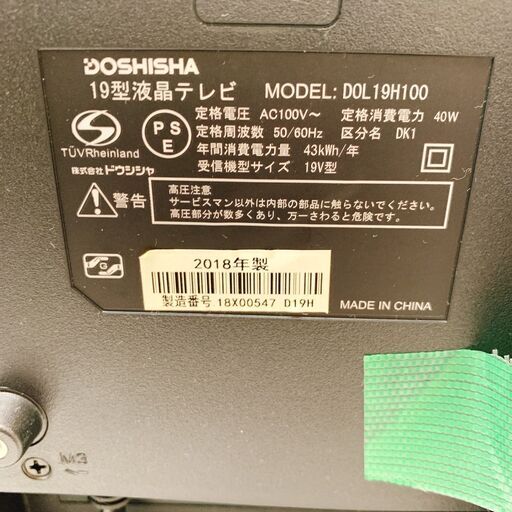 DOSHISHA
19型液晶テレビ MODEL: DOL19H100
定格電圧 AC100V～ 定格消費電力 40W
定格周波数 50/60Hz 区分名 DK1
年間消費電力量 43kWh/年
受信機型サイズ 19V型
PSE
TÜVRheinland
株式会社ドウシシャ
警告
高圧注意
サービスマン以外は内部の部品に触らないでください。
高圧部分が数多くあり、万一さわると危険です。
2018年製
製造番号 18X00547 D19H
MADE IN CHINA
M3